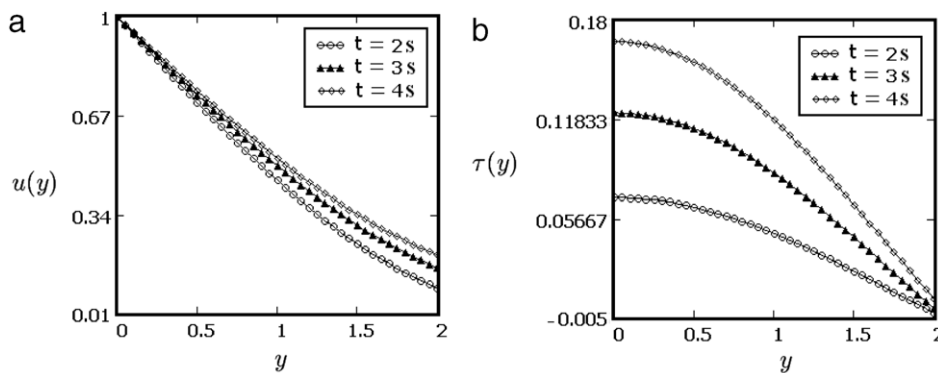 a
1
0.67
u(y)
0.34
0.01
0
0.5
1
1.5
2
y
t = 2s
t = 3s
t = 4s
b
0.18
0.11833
τ(y)
0.05667
-0.005
0
0.5
1
1.5
2
y
t = 2s
t = 3s
t = 4s